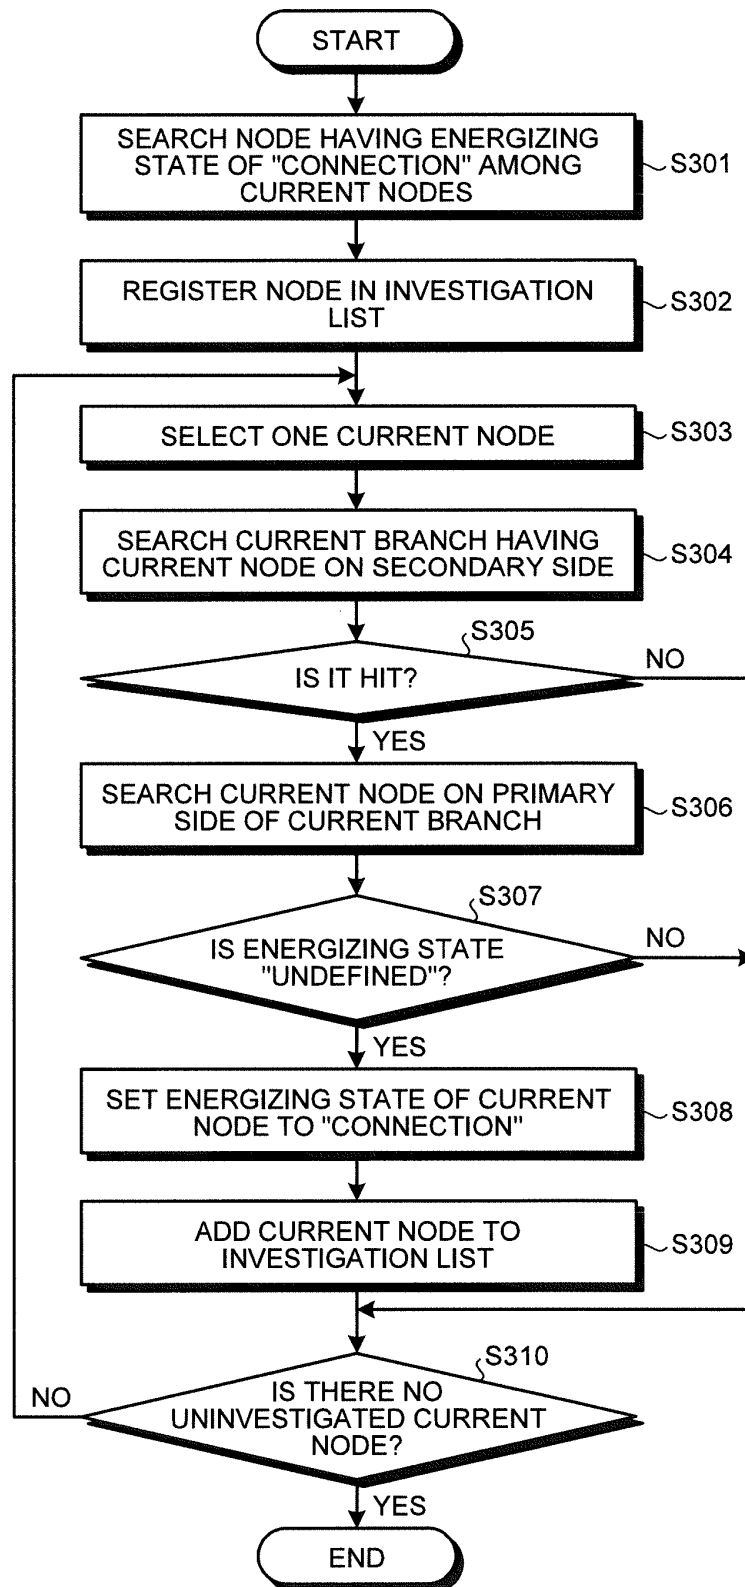 START
SEARCH NODE HAVING ENERGIZING
STATE OF "CONNECTION" AMONG
CURRENT NODES
S301
REGISTER NODE IN INVESTIGATION
LIST
S302
SELECT ONE CURRENT NODE
S303
SEARCH CURRENT BRANCH HAVING
CURRENT NODE ON SECONDARY SIDE
S304
S305
IS IT HIT?
NO
YES
SEARCH CURRENT NODE ON PRIMARY
SIDE OF CURRENT BRANCH
S306
S307
IS ENERGIZING STATE
"UNDEFINED"?
NO
YES
SET ENERGIZING STATE OF CURRENT
NODE TO "CONNECTION"
S308
ADD CURRENT NODE TO
INVESTIGATION LIST
S309
S310
IS THERE NO
UNINVESTIGATED CURRENT
NODE?
NO
YES
END